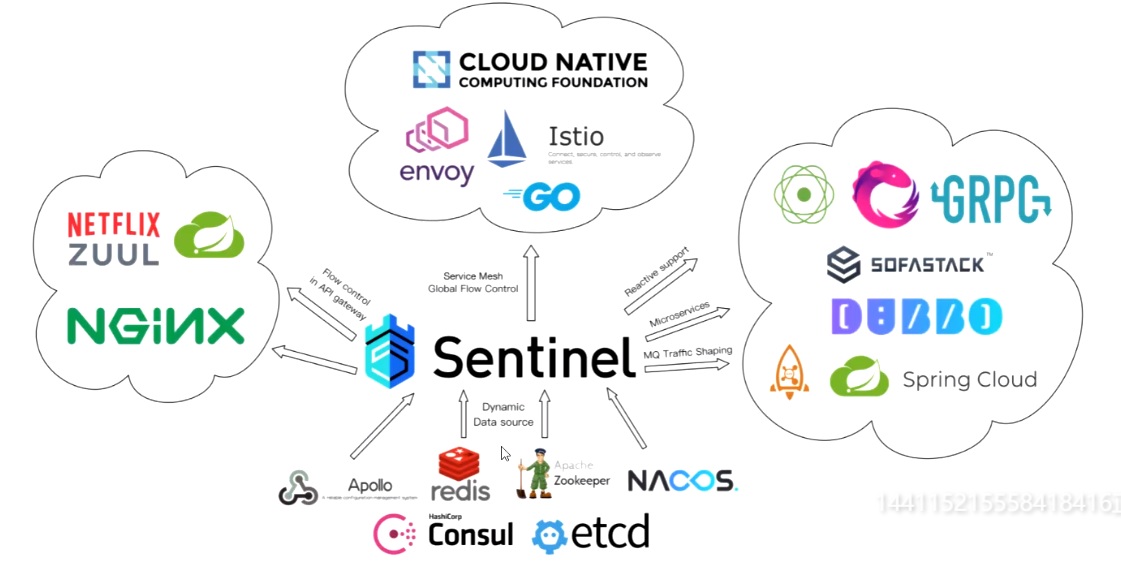 CLOUD NATIVE
COMPUTING FOUNDATION
envoy
Istio
Connect, secure, control, and observe
services.
GO
NETFLIX
ZUUL
NGINX
Flow control
in API gateway
Service Mesh
Global Flow Control
Reactive support
Microservices
MQ Traffic Shaping
GRPC
SOFASTACK™
DUBBO
Spring Cloud
Sentinel
Dynamic
Data source
Apollo
A reliable configuration management system
redis
Apache
Zookeeper
NACOS.
HashiCorp
Consul
etcd